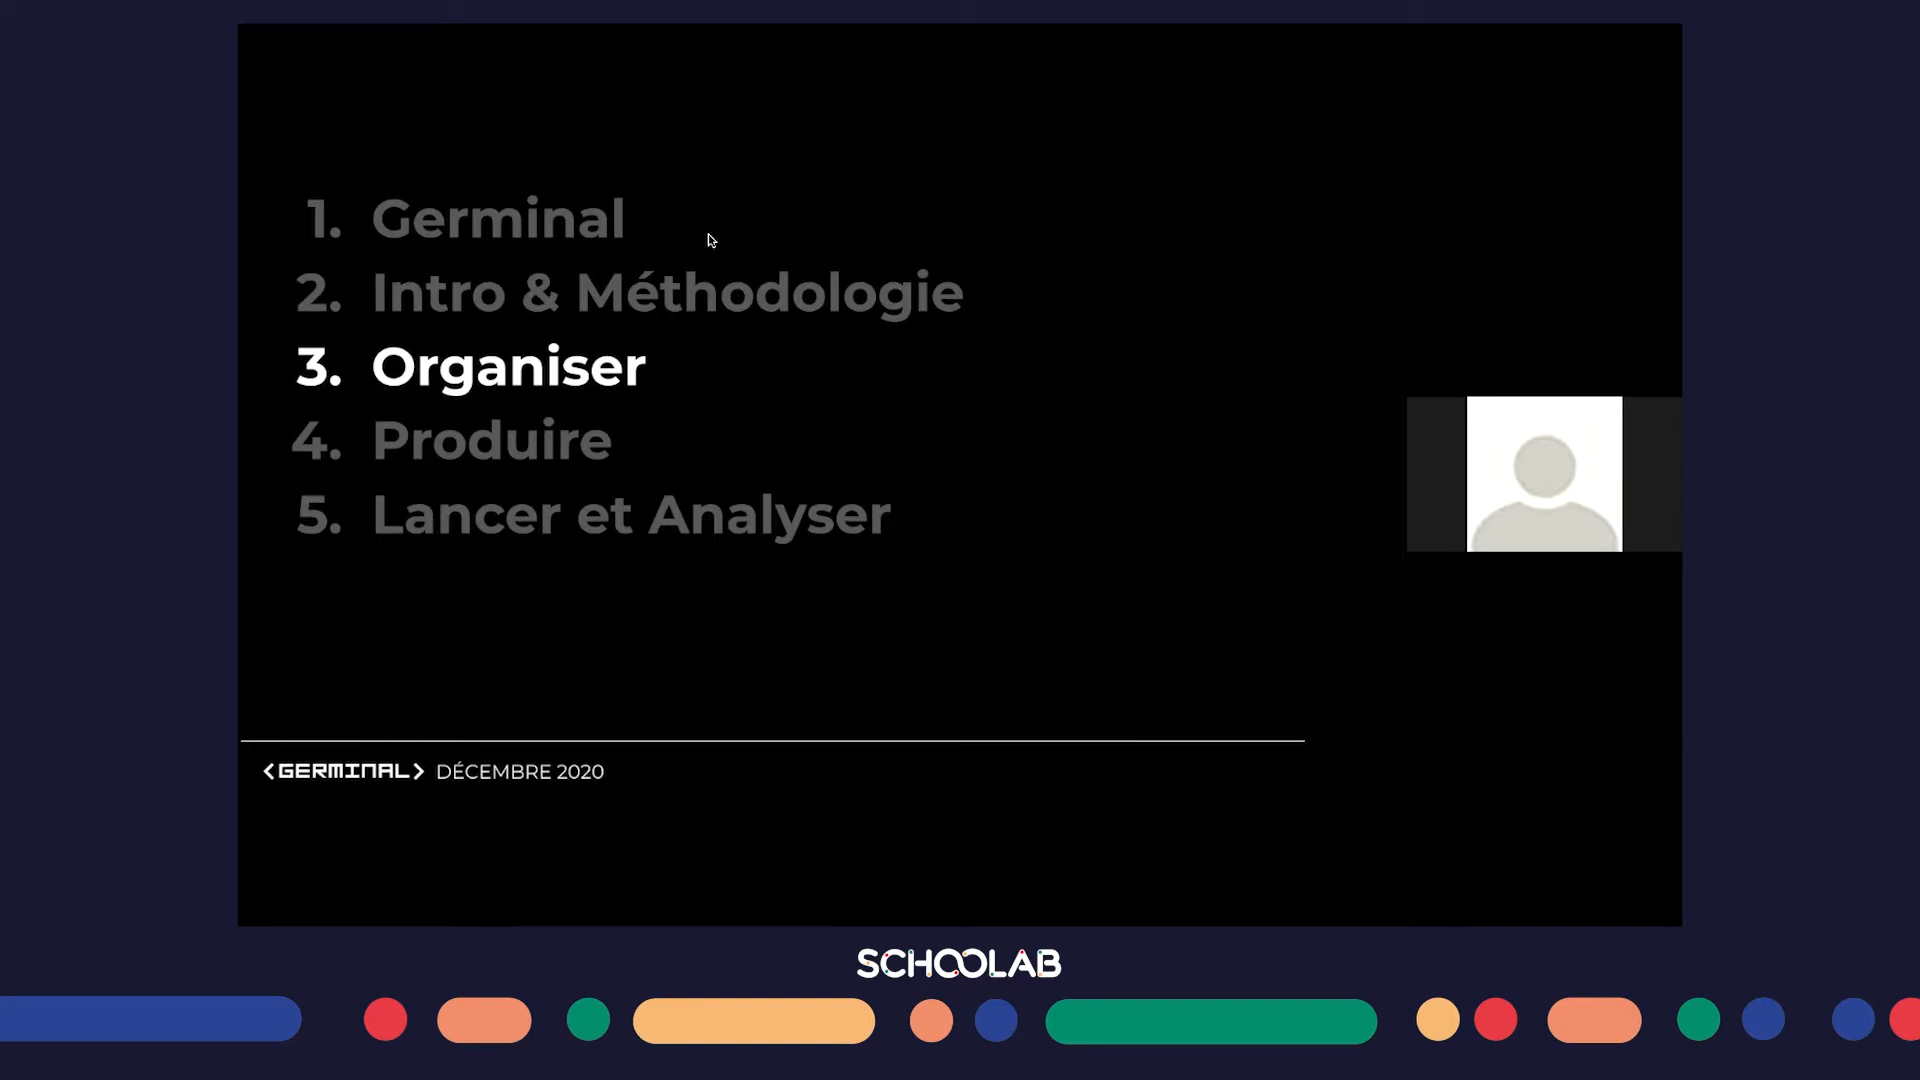 1. Germinal
2. Intro & Méthodologie
3. Organiser
4. Produire
5. Lancer et Analyser
<GERMINAL> DÉCEMBRE 2020
SCHOOLAB